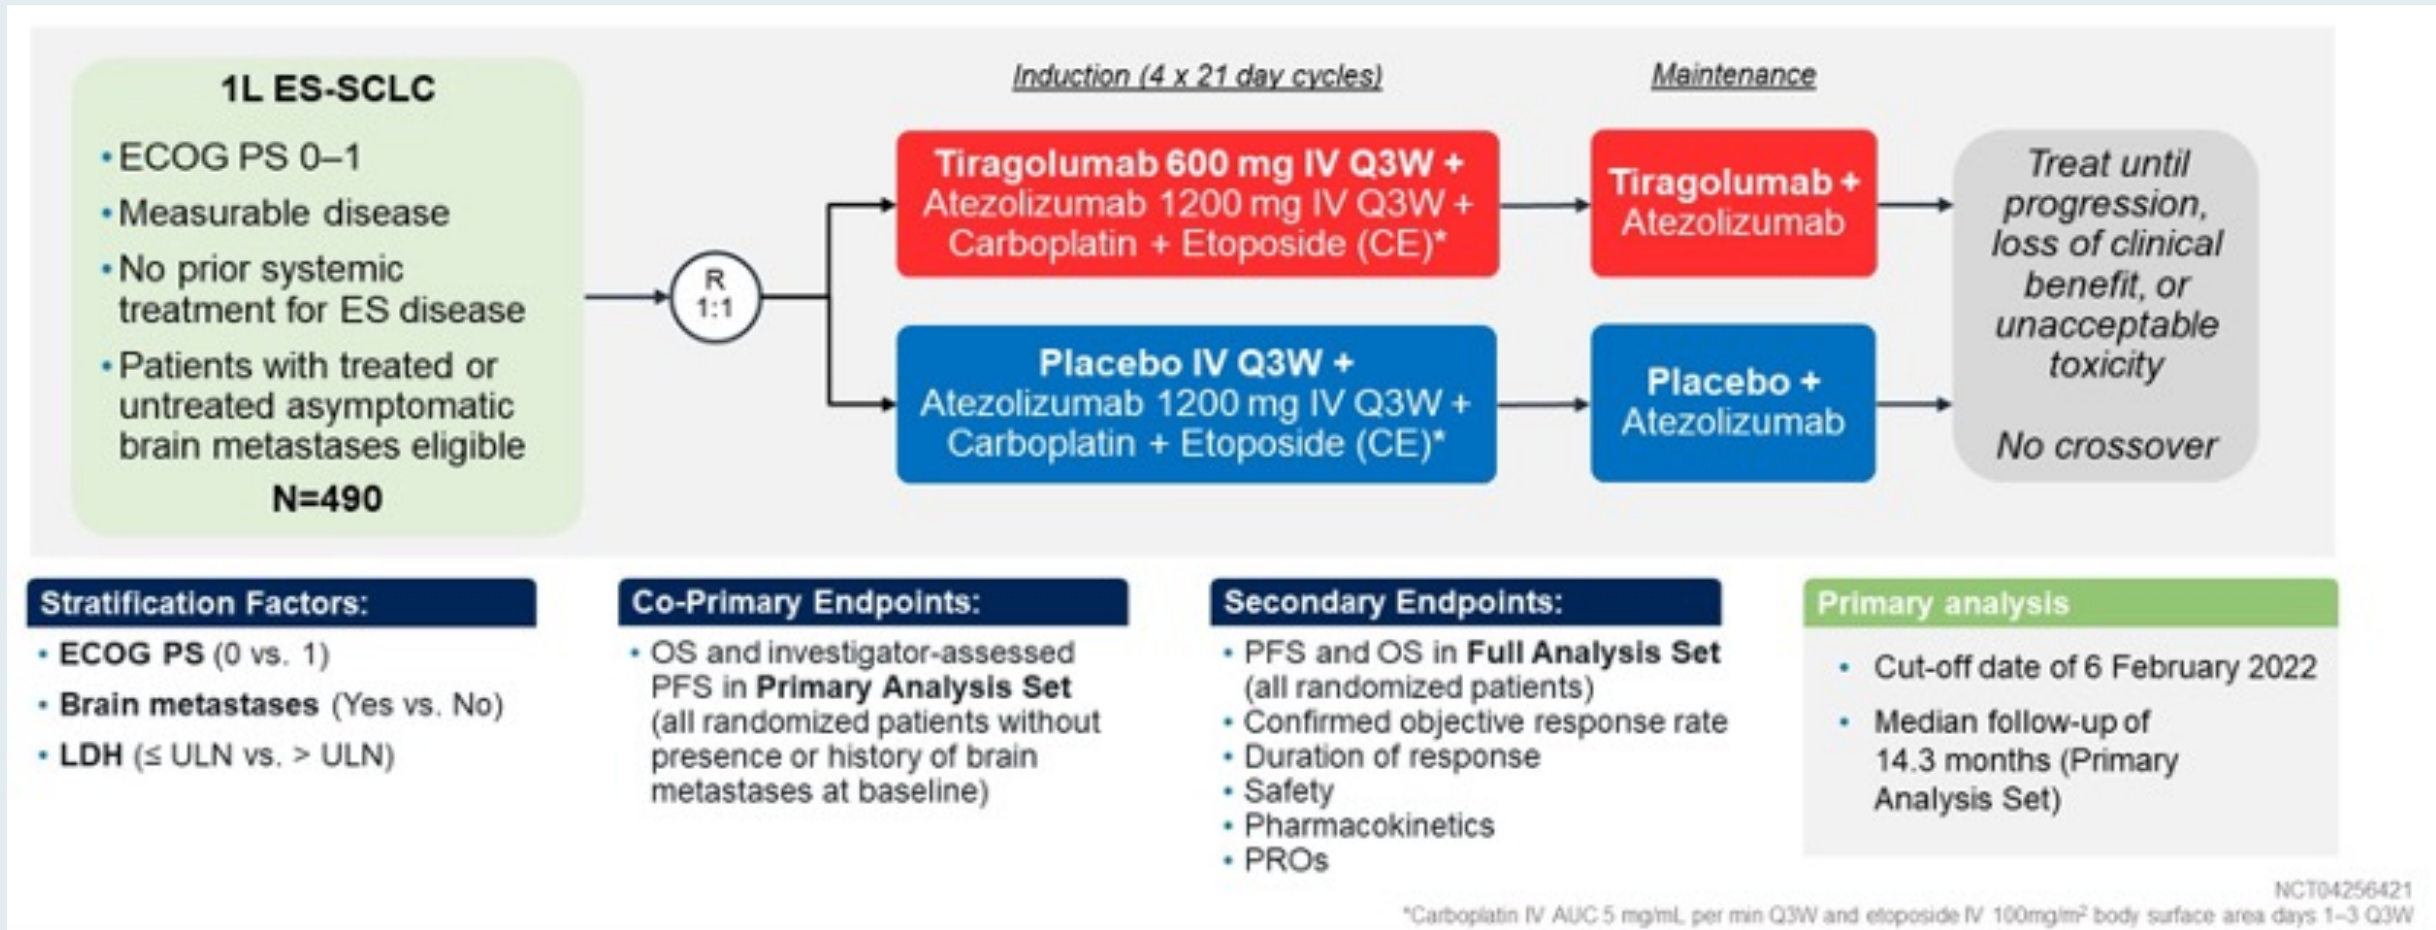 1L ES-SCLC
• ECOG PS 0–1
• Measurable disease
• No prior systemic
treatment for ES disease
• Patients with treated or
untreated asymptomatic
brain metastases eligible
N=490
R
1:1
Induction (4 x 21 day cycles)
Tiragolumab 600 mg IV Q3W +
Atezolizumab 1200 mg IV Q3W +
Carboplatin + Etoposide (CE)*
Placebo IV Q3W +
Atezolizumab 1200 mg IV Q3W +
Carboplatin + Etoposide (CE)*
Maintenance
Tiragolumab +
Atezolizumab
Placebo +
Atezolizumab
Treat until
progression,
loss of clinical
benefit, or
unacceptable
toxicity
No crossover
Stratification Factors:
• ECOG PS (0 vs. 1)
• Brain metastases (Yes vs. No)
• LDH (≤ ULN vs. > ULN)
Co-Primary Endpoints:
• OS and investigator-assessed
PFS in Primary Analysis Set
(all randomized patients without
presence or history of brain
metastases at baseline)
Secondary Endpoints:
• PFS and OS in Full Analysis Set
(all randomized patients)
• Confirmed objective response rate
• Duration of response
• Safety
• Pharmacokinetics
• PROs
Primary analysis
• Cut-off date of 6 February 2022
• Median follow-up of
14.3 months (Primary
Analysis Set)
NCT04256421
*Carboplatin IV AUC 5 mg/mL per min Q3W and etoposide IV 100mg/m² body surface area days 1–3 Q3W